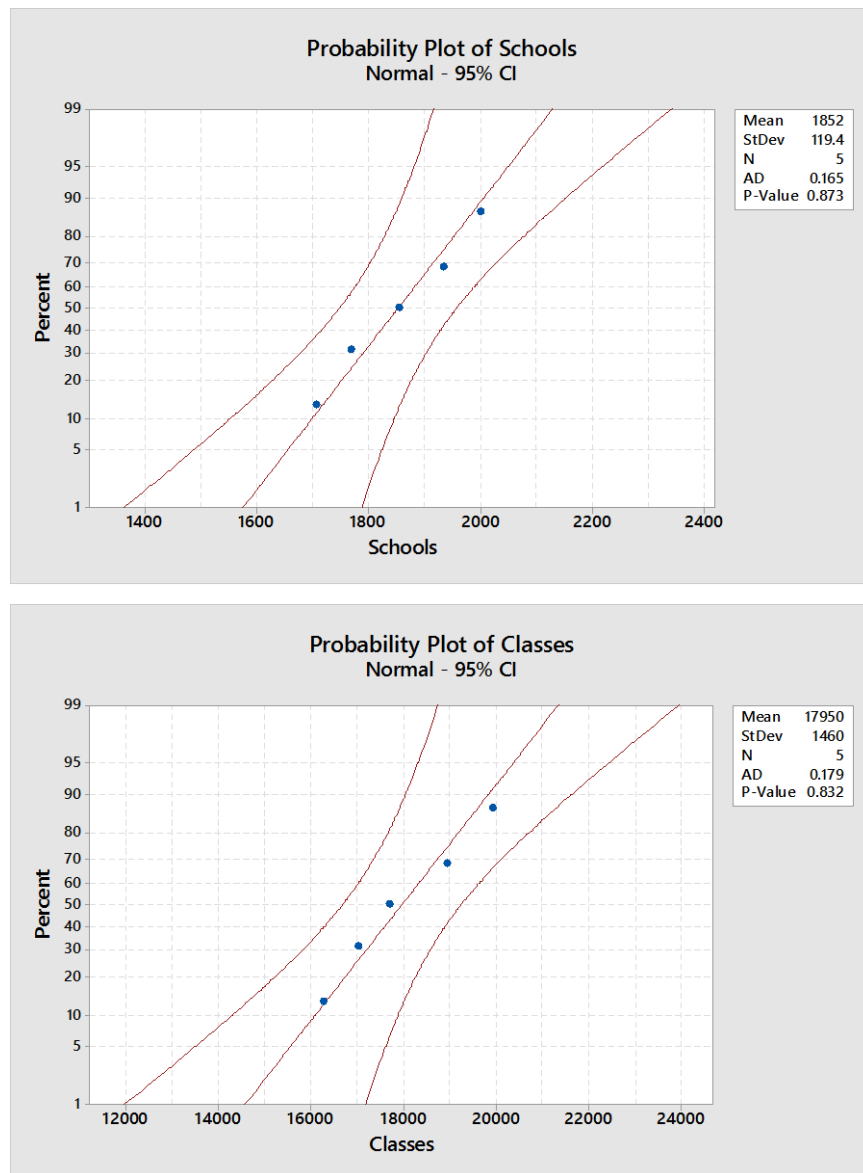 Probability Plot of Schools
Normal - 95% CI
99
95
90
80
70
60
50
40
30
20
10
5
1
Percent
1400 1600 1800 2000 2200 2400
Schools
Mean 1852
StDev 119.4
N 5
AD 0.165
P-Value 0.873
Probability Plot of Classes
Normal - 95% CI
99
95
90
80
70
60
50
40
30
20
10
5
1
Percent
12000 14000 16000 18000 20000 22000 24000
Classes
Mean 17950
StDev 1460
N 5
AD 0.179
P-Value 0.832